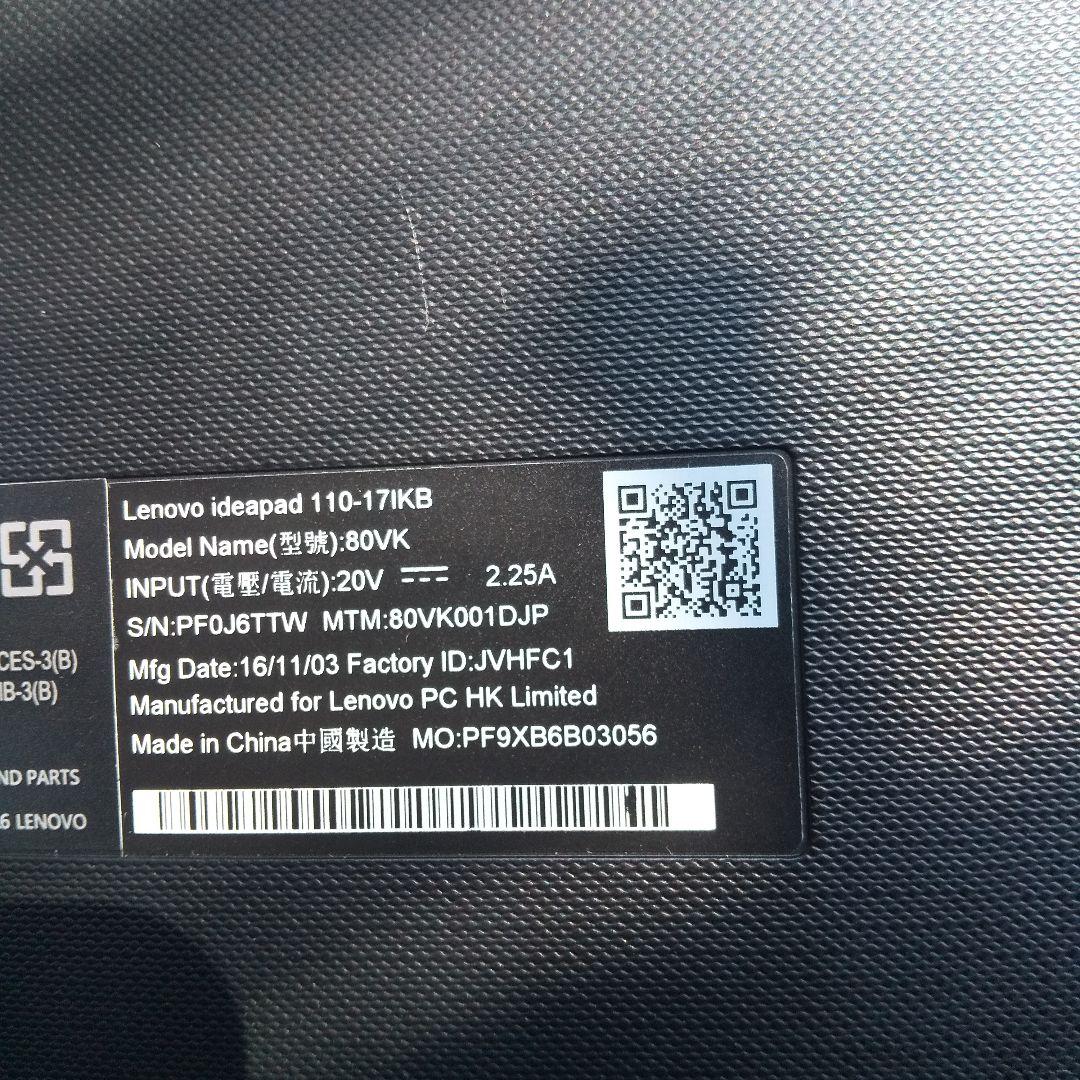 Lenovo ideapad 110-17IKB
Model Name(型號):80VK
INPUT(電壓/電流):20V 2.25A
S/N:PF0J6TTW MTM:80VK001DJP
Mfg Date:16/11/03 Factory ID:JVHFC1
Manufactured for Lenovo PC HK Limited
Made in China中國製造 MO:PF9XB6B03056
CES-3(B)
IB-3(B)
ND PARTS
6 LENOVO